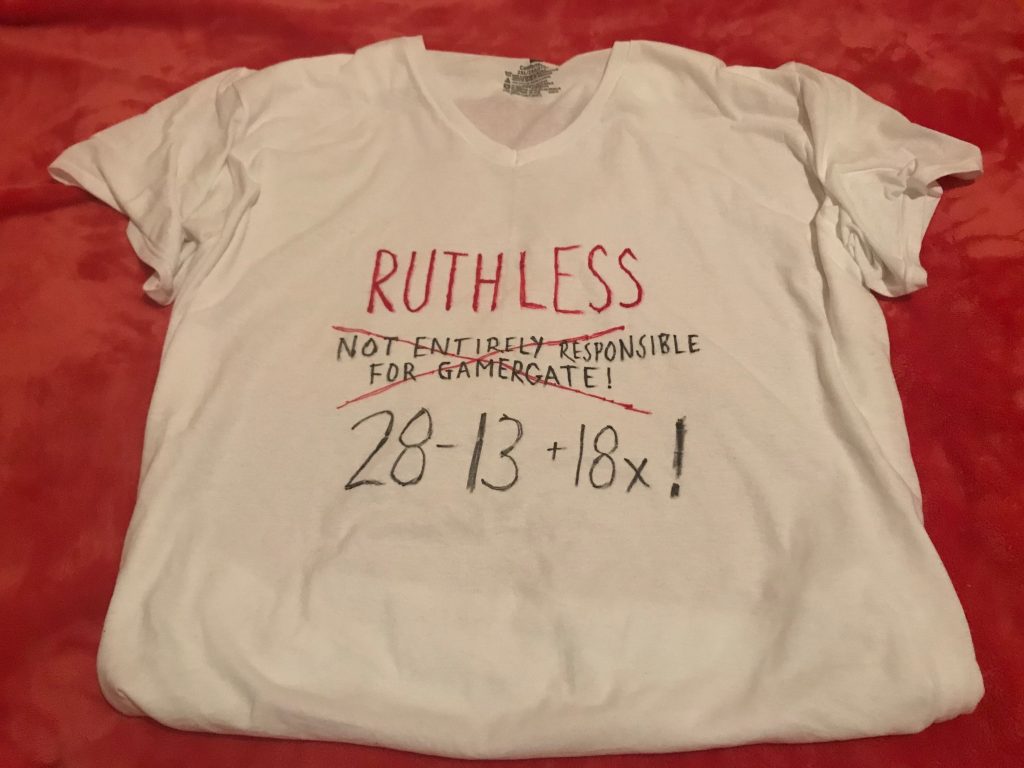 RUTHLESS
NOT ENTIRELY RESPONSIBLE
FOR GAMERGATE!
28-13 +18x!